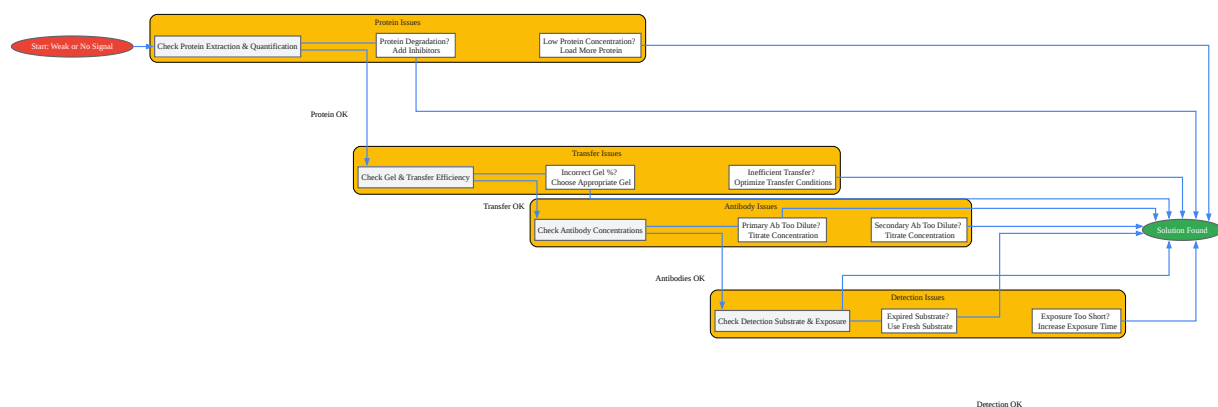 Protein Issues
Start: Weak or No Signal
Check Protein Extraction & Quantification
Protein Degradation?
Add Inhibitors
Low Protein Concentration?
Load More Protein
Protein OK
Transfer Issues
Check Gel & Transfer Efficiency
Incorrect Gel %?
Choose Appropriate Gel
Inefficient Transfer?
Optimize Transfer Conditions
Transfer OK
Antibody Issues
Check Antibody Concentrations
Primary Ab Too Dilute?
Titrate Concentration
Secondary Ab Too Dilute?
Titrate Concentration
Solution Found
Antibodies OK
Detection Issues
Check Detection Substrate & Exposure
Expired Substrate?
Use Fresh Substrate
Exposure Too Short?
Increase Exposure Time
Detection OK